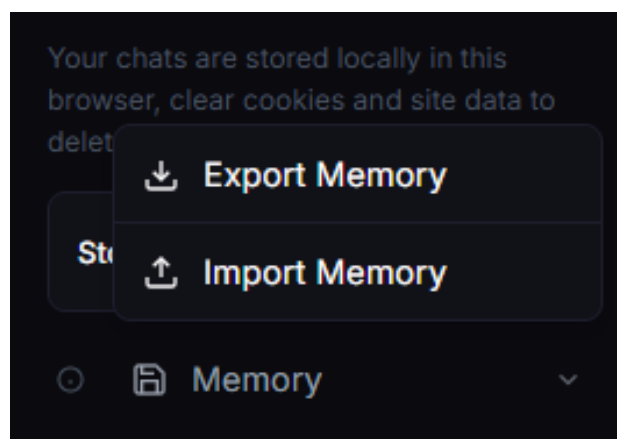 Your chats are stored locally in this
browser, clear cookies and site data to
delet
Export Memory
Import Memory
Memory